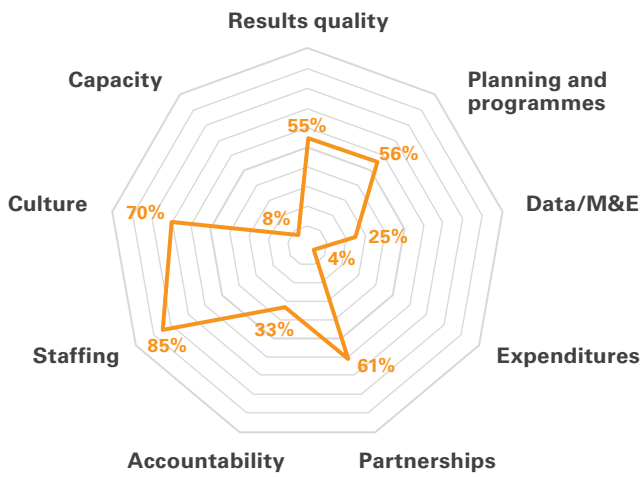 Results quality
Capacity
Planning and
programmes
55%
56%
Culture
70%
8%
Data/M&E
25%
4%
33%
Staffing
85%
61%
Expenditures
Accountability
Partnerships